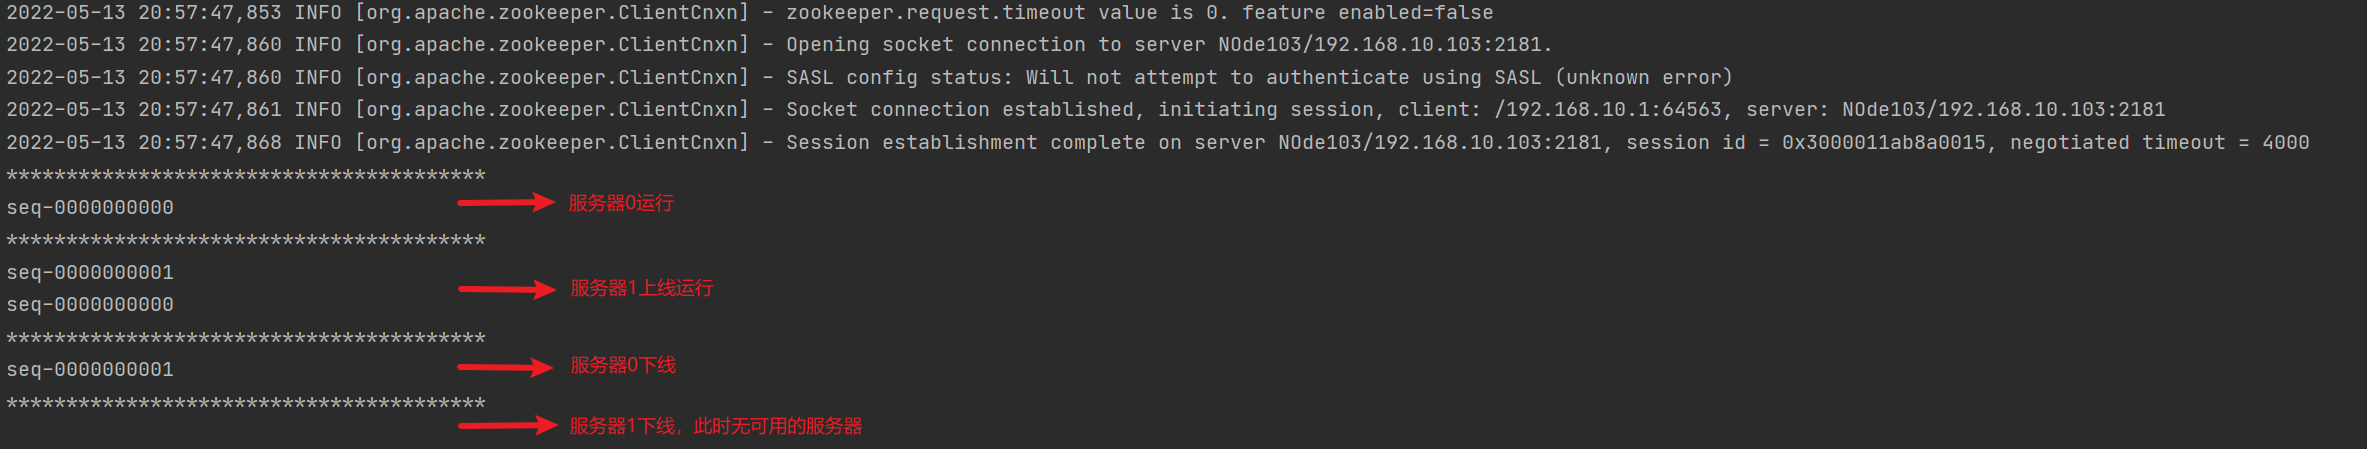 2022-05-13 20:57:47,853 INFO [org.apache.zookeeper.ClientCnxn] - zookeeper.request.timeout value is 0. feature enabled=false
2022-05-13 20:57:47,860 INFO [org.apache.zookeeper.ClientCnxn] - Opening socket connection to server NOde103/192.168.10.103:2181.
2022-05-13 20:57:47,860 INFO [org.apache.zookeeper.ClientCnxn] - SASL config status: Will not attempt to authenticate using SASL (unknown error)
2022-05-13 20:57:47,861 INFO [org.apache.zookeeper.ClientCnxn] - Socket connection established, initiating session, client: /192.168.10.1:64563, server: NOde103/192.168.10.103:2181
2022-05-13 20:57:47,868 INFO [org.apache.zookeeper.ClientCnxn] - Session establishment complete on server NOde103/192.168.10.103:2181, session id = 0x3000011ab8a0015, negotiated timeout = 4000
****************************************
seq-0000000000
服务器0运行
****************************************
seq-0000000001
服务器1上线运行
seq-0000000000
****************************************
seq-0000000001
服务器0下线
****************************************
服务器1下线，此时无可用的服务器